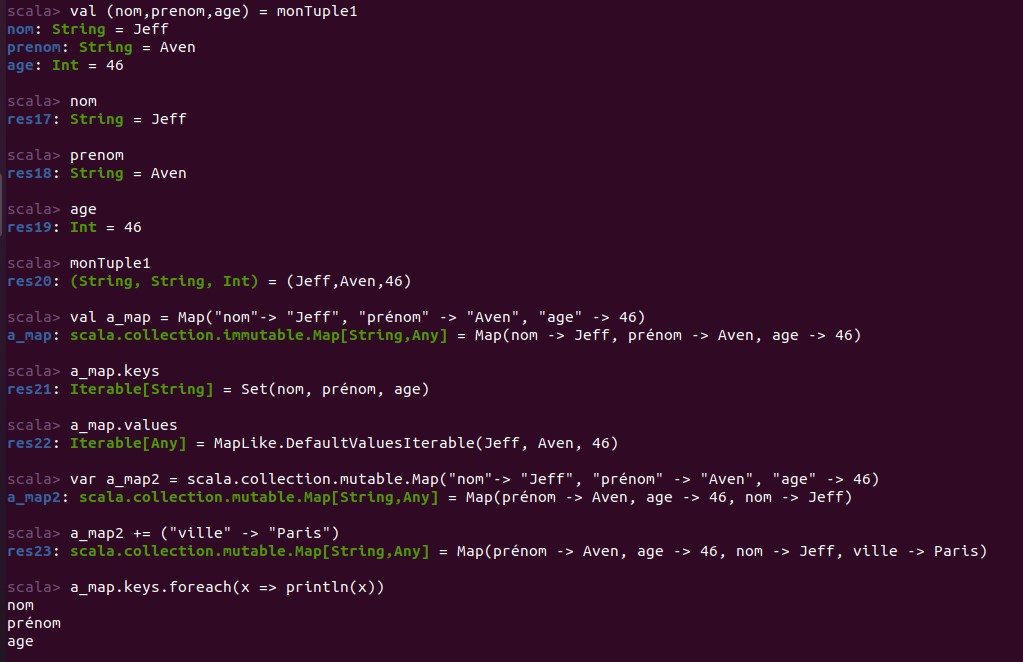 scala> val (nom,prenom,age) = monTuple1
nom: String = Jeff
prenom: String = Aven
age: Int = 46
scala> nom
res17: String = Jeff
scala> prenom
res18: String = Aven
scala> age
res19: Int = 46
scala> monTuple1
res20: (String, String, Int) = (Jeff,Aven,46)
scala> val a_map = Map("nom"-> "Jeff", "prénom" -> "Aven", "age" -> 46)
a_map: scala.collection.immutable.Map[String,Any] = Map(nom -> Jeff, prénom -> Aven, age -> 46)
scala> a_map.keys
res21: Iterable[String] = Set(nom, prénom, age)
scala> a_map.values
res22: Iterable[Any] = MapLike.DefaultValuesIterable(Jeff, Aven, 46)
scala> var a_map2 = scala.collection.mutable.Map("nom"-> "Jeff", "prénom" -> "Aven", "age" -> 46)
a_map2: scala.collection.mutable.Map[String,Any] = Map(prénom -> Aven, age -> 46, nom -> Jeff)
scala> a_map2 += ("ville" -> "Paris")
res23: scala.collection.mutable.Map[String,Any] = Map(prénom -> Aven, age -> 46, nom -> Jeff, ville -> Paris)
scala> a_map.keys.foreach(x => println(x))
nom
prénom
age